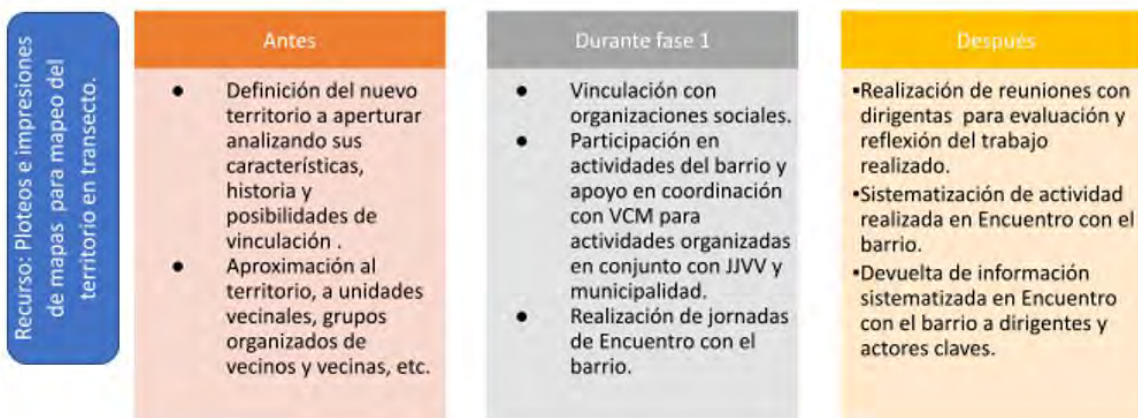 Recurso: Ploteos e impresiones
de mapas para mapeo del
territorio en transecto.
Antes
● Definición del nuevo
territorio a aperturar
analizando sus
características,
historia y
posibilidades de
vinculación .
● Aproximación al
territorio, a unidades
vecinales, grupos
organizados de
vecinos y vecinas, etc.
Durante fase 1
● Vinculación con
organizaciones sociales.
● Participación en
actividades del barrio y
apoyo en coordinación
con VCM para
actividades organizadas
en conjunto con JJVV y
municipalidad.
● Realización de jornadas
de Encuentro con el
barrio.
Después
•Realización de reuniones con
dirigentas para evaluación y
reflexión del trabajo
realizado.
•Sistematización de actividad
realizada en Encuentro con el
barrio.
•Devuelta de información
sistematizada en Encuentro
con el barrio a dirigentes y
actores claves.